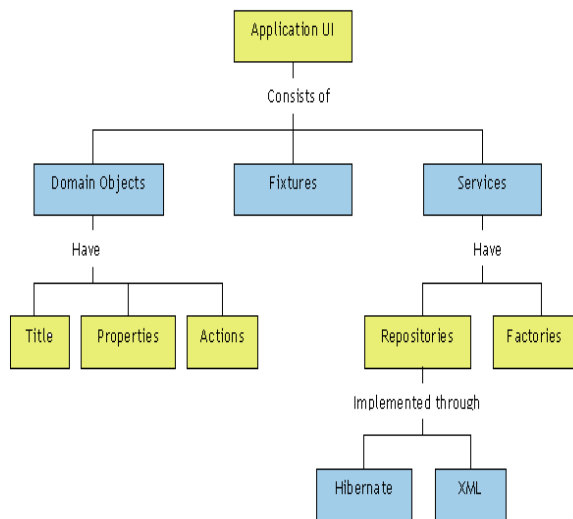 Application UI
Consists of
Domain Objects
Fixtures
Services
Have
Have
Title
Properties
Actions
Repositories
Factories
Implemented through
Hibernate
XML